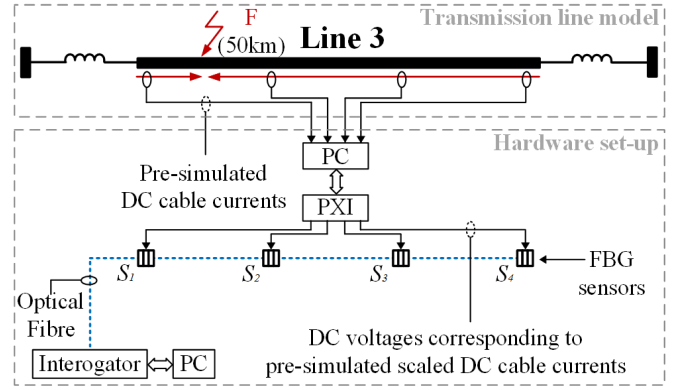 Transmission line model
F
(50km)
Line 3
Hardware set-up
PC
Pre-simulated
DC cable currents
PXI
S1
S2
S3
S4
FBG
sensors
Optical
Fibre
DC voltages corresponding to
pre-simulated scaled DC cable currents
Interogator
PC